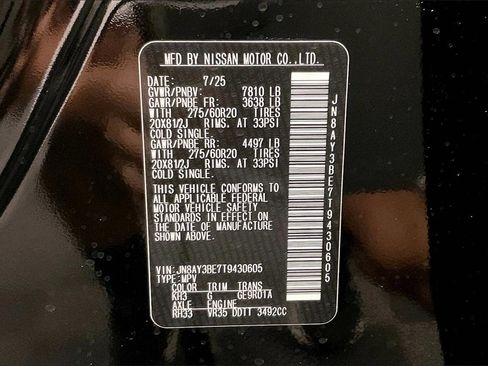 MFD BY NISSAN MOTOR CO.,LTD.
DATE: 7/25
GVWR/PNBV: 7810 LB
GAWR/PNBE FR: 3638 LB
WITH 275/60R20 TIRES
20X81/2J RIMS. AT 33PSI
COLD SINGLE.
GAWR/PNBE RR: 4497 LB
WITH 275/60R20 TIRES
20X81/2J RIMS. AT 33PSI
COLD SINGLE.
THIS VEHICLE CONFORMS TO
ALL APPLICABLE FEDERAL
MOTOR VEHICLE SAFETY
STANDARDS IN EFFECT ON
THE DATE OF MANUFACTURE
SHOWN ABOVE.
VIN: JN8AY3BE7T9430605
TYPE: MPV
COLOR TRIM TRANS
KH3 G GE9R01A
AXLE ENGINE
RH33 VR35 DDTT 3492CC
JN8AY3BE7T9430605